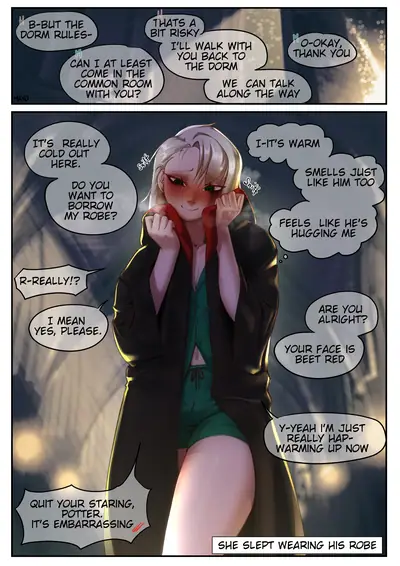 B-BUT THE
DORM RULES-
CAN I AT LEAST
COME IN THE
COMMON ROOM
WITH YOU?
THATS A
BIT RISKY
I'LL WALK WITH
YOU BACK TO
THE DORM
WE CAN TALK
ALONG THE WAY
O-OKAY,
THANK YOU
IT'S REALLY
COLD OUT
HERE.
DO YOU
WANT TO
BORROW
MY ROBE?
R-REALLY!?
I MEAN
YES, PLEASE.
I-IT'S WARM
SMELLS JUST
LIKE HIM TOO
FEELS LIKE HE'S
HUGGING ME
ARE YOU
ALRIGHT?
YOUR FACE IS
BEET RED
Y-YEAH I'M JUST
REALLY HAP-
WARMING UP NOW
QUIT YOUR STARING,
POTTER.
IT'S EMBARRASSING
SHE SLEPT WEARING HIS ROBE